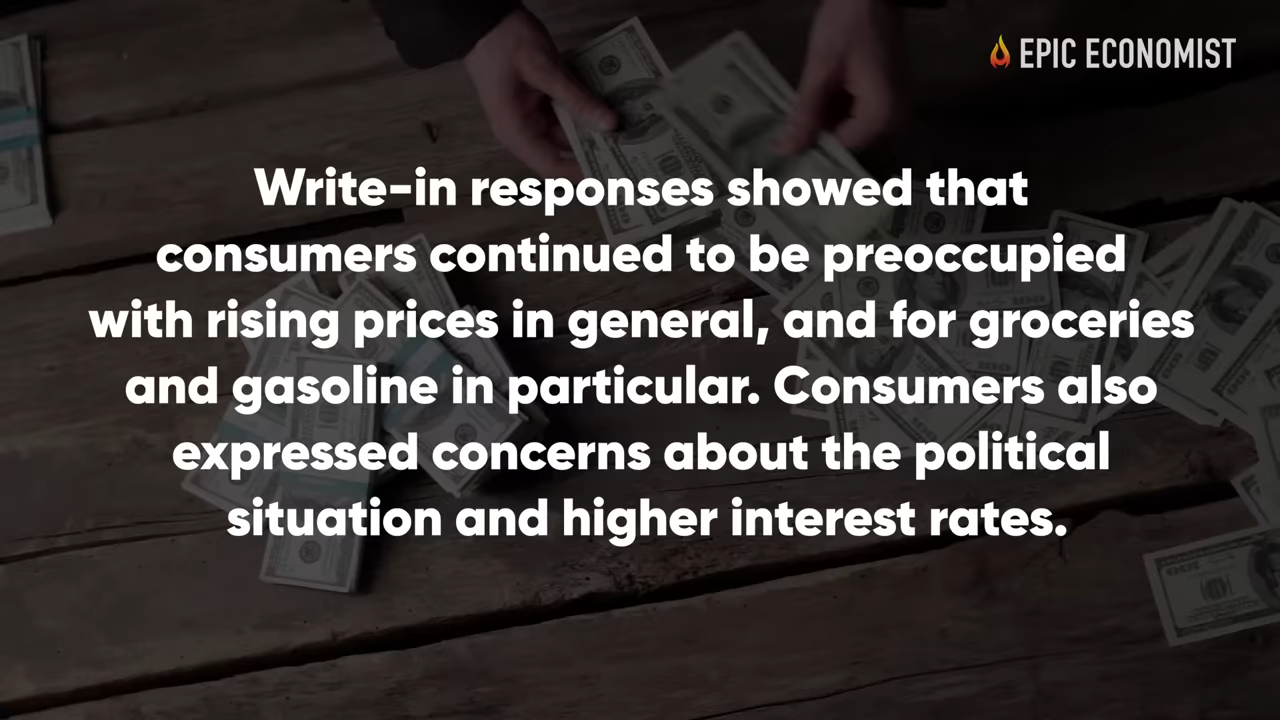 EPIC ECONOMIST
Write-in responses showed that
consumers continued to be preoccupied
with rising prices in general, and for groceries
and gasoline in particular. Consumers also
expressed concerns about the political
situation and higher interest rates.